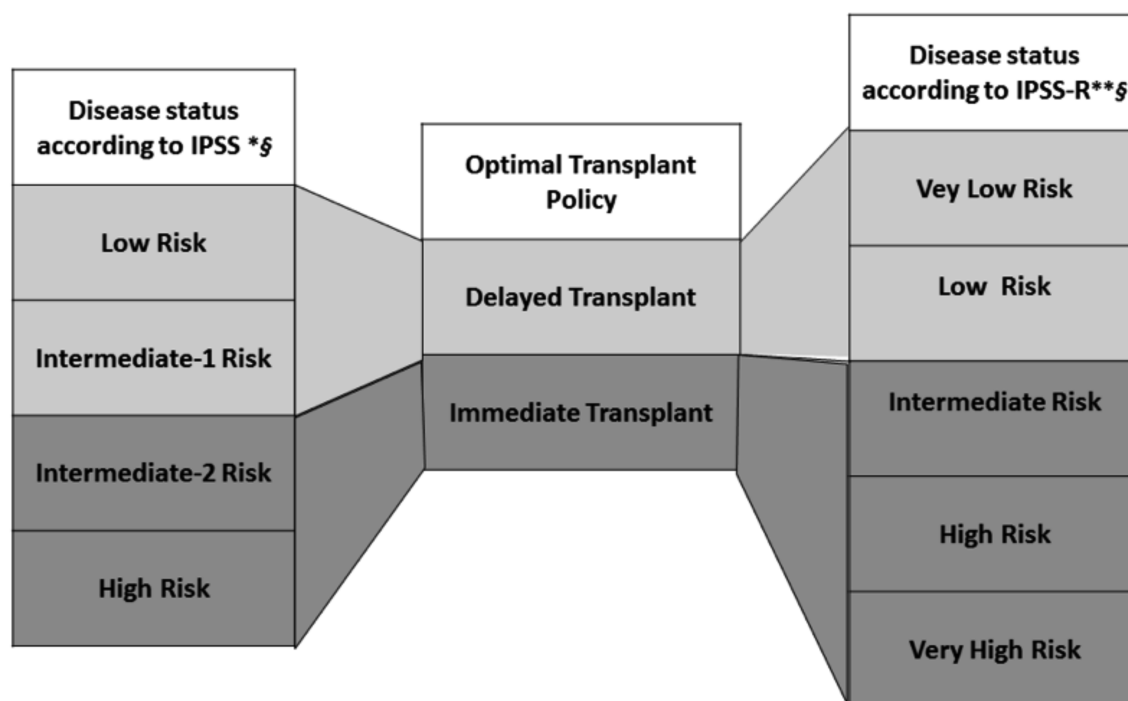 Disease status
according to IPSS *§
Low Risk
Intermediate-1 Risk
Intermediate-2 Risk
High Risk
Optimal Transplant
Policy
Delayed Transplant
Immediate Transplant
Disease status
according to IPSS-R**§
Vey Low Risk
Low Risk
Intermediate Risk
High Risk
Very High Risk